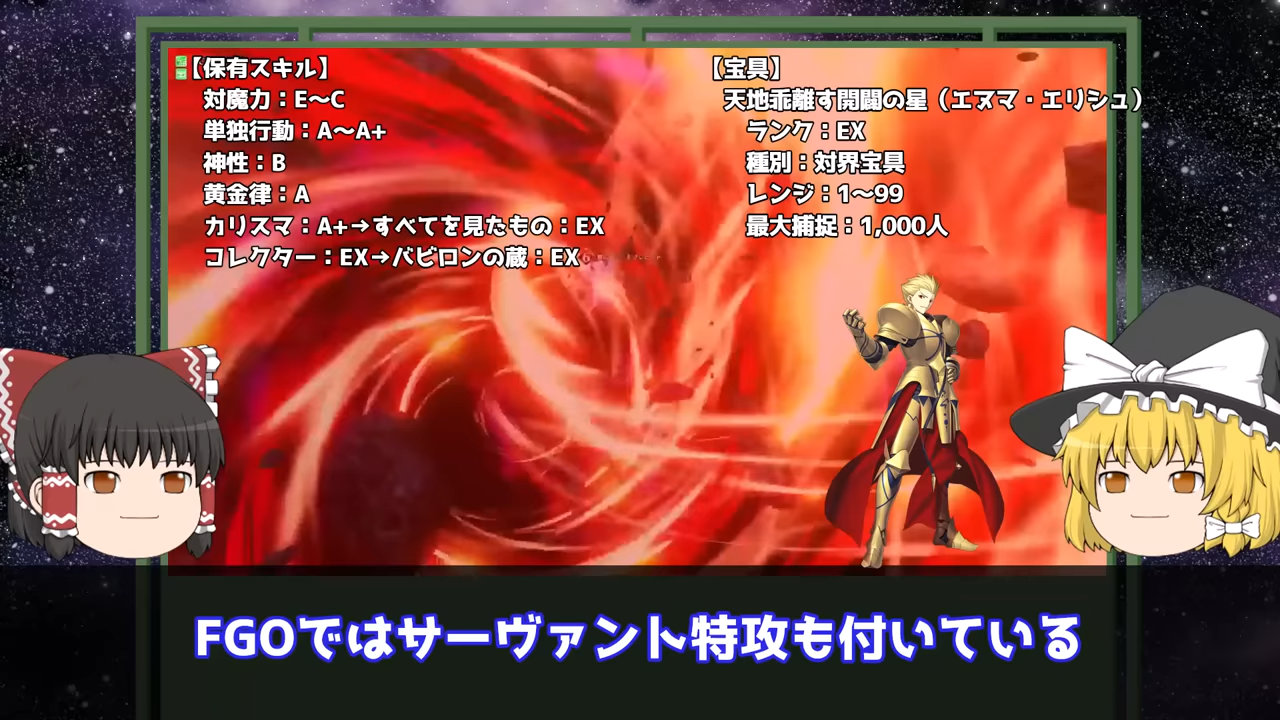 【保有スキル】
対魔力：E〜C
単独行動：A〜A+
神性：B
黄金律：A
カリスマ：A+→すべてを見たもの：EX
コレクター：EX→バビロンの蔵：EX
【宝具】
天地乖離す開闢の星（エヌマ・エリシュ）
ランク：EX
種別：対界宝具
レンジ：1〜99
最大捕捉：1,000人
FGOではサーヴァント特攻も付いている